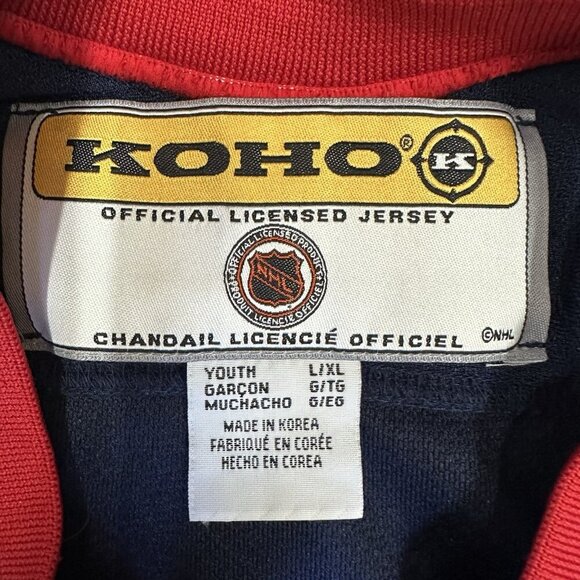 KOHO® K
OFFICIAL LICENSED JERSEY
OFFICIAL LICENSED PRODUCT
NHL
PRODUIT LICENCIÉ OFFICIEL
CHANDAIL LICENCIÉ OFFICIEL ©NHL
YOUTH L/XL
GARÇON G/TG
MUCHACHO G/EG
MADE IN KOREA
FABRIQUÉ EN CORÉE
HECHO EN COREA